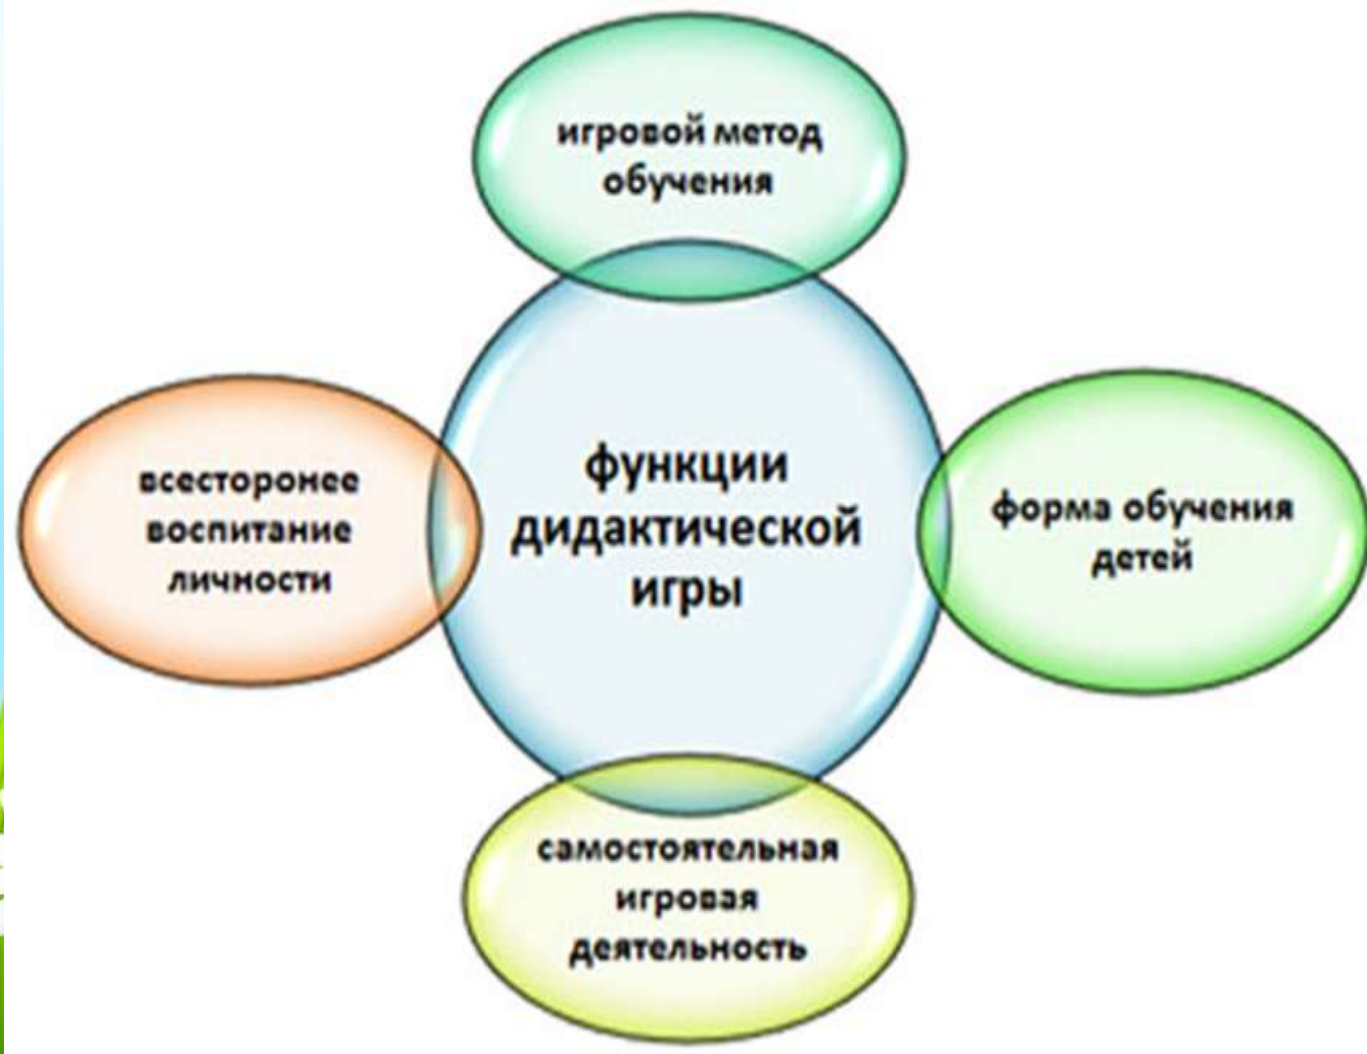 игровой метод
обучения
всесторонее
воспитание
личности
функции
дидактической
игры
форма обучения
детей
самостоятельная
игровая
деятельность